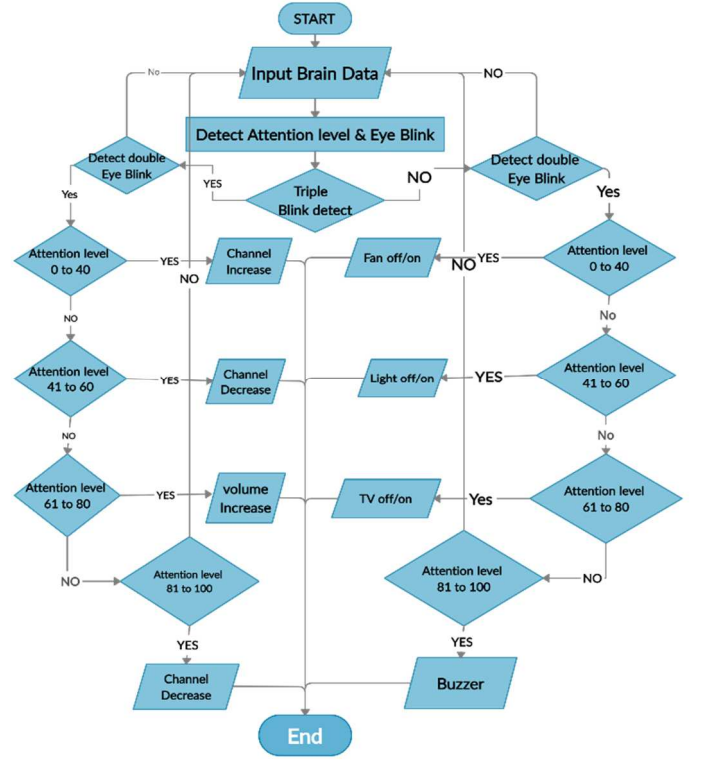 START
No
Input Brain Data
NO
Detect Attention level & Eye Blink
Detect double
Eye Blink
YES
Triple
Blink detect
NO
Detect double
Eye Blink
Yes
Yes
Attention level
0 to 40
YES
Channel
Increase
Fan off/on
YES
Attention level
0 to 40
NO
NO
NO
No
Attention level
41 to 60
YES
Channel
Decrease
Light off/on
YES
Attention level
41 to 60
NO
No
Attention level
61 to 80
YES
volume
Increase
TV off/on
Yes
Attention level
61 to 80
NO
Attention level
81 to 100
Attention level
81 to 100
NO
YES
YES
Channel
Decrease
Buzzer
End